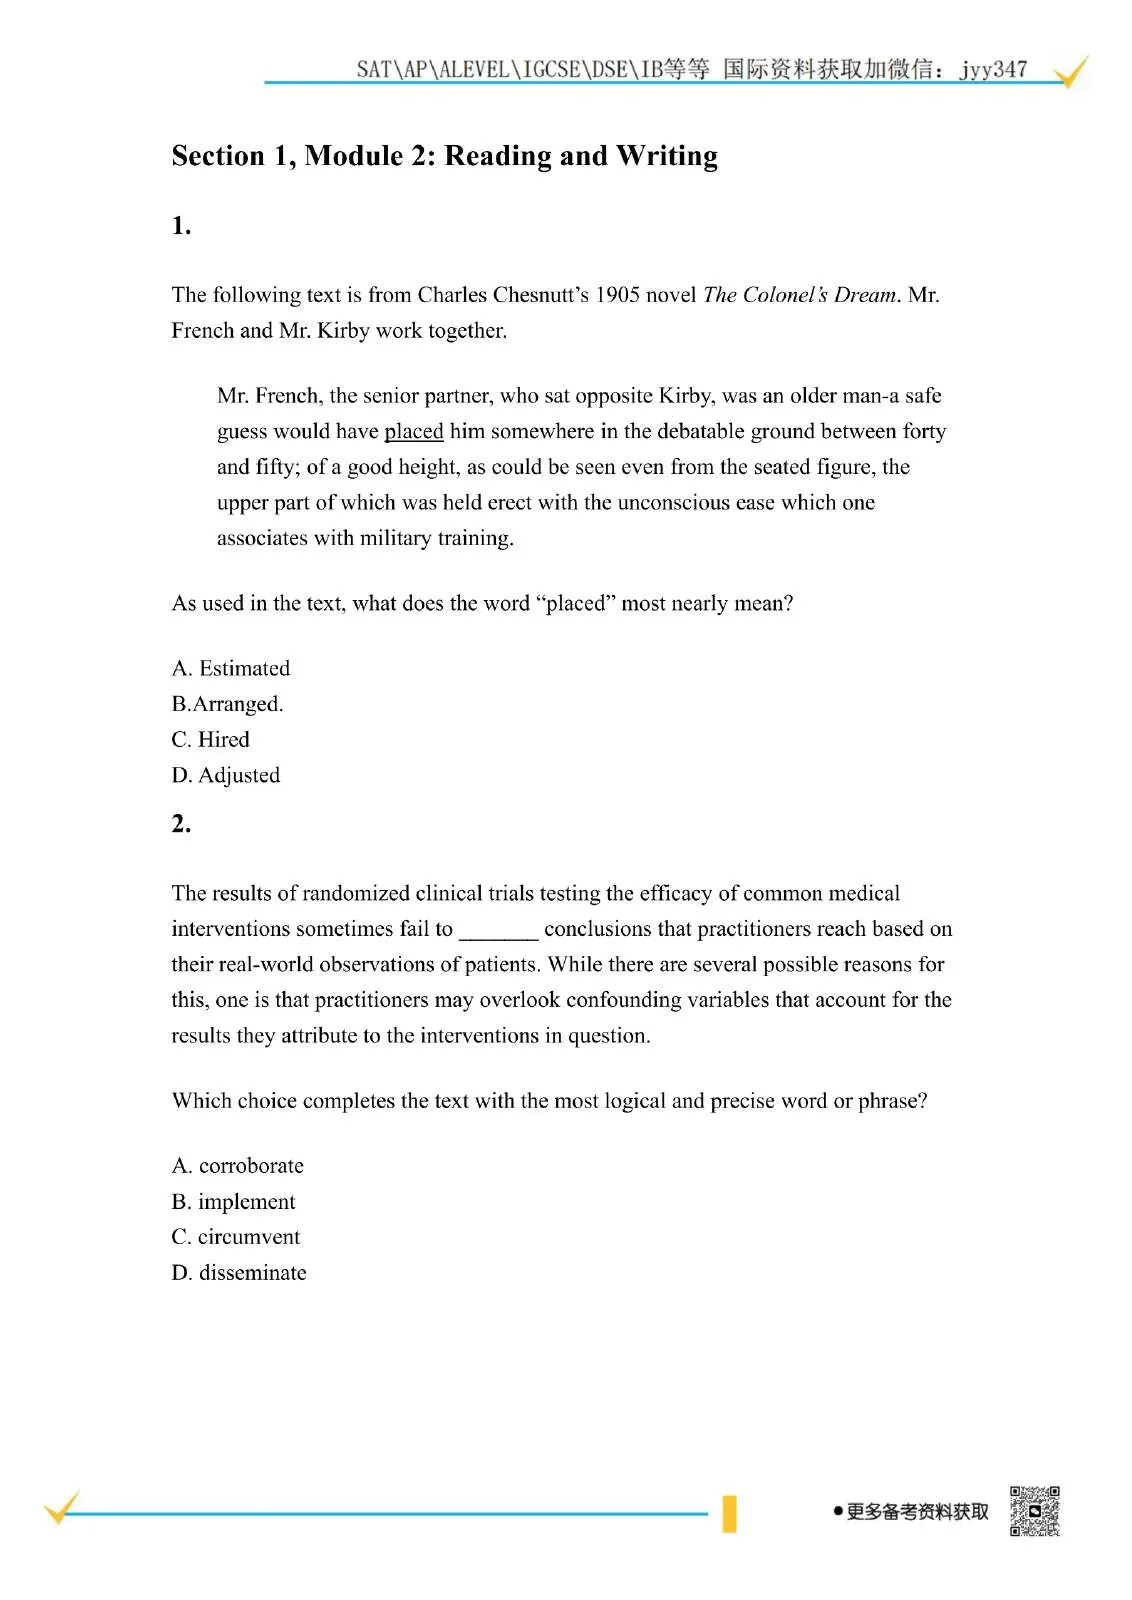 SAT\AP\ALEVEL\IGCSE\DSE\IB等等 国际资料获取加微信：jyy347
Section 1, Module 2: Reading and Writing
1.
The following text is from Charles Chesnutt’s 1905 novel The Colonel’s Dream. Mr.
French and Mr. Kirby work together.
Mr. French, the senior partner, who sat opposite Kirby, was an older man-a safe
guess would have placed him somewhere in the debatable ground between forty
and fifty; of a good height, as could be seen even from the seated figure, the
upper part of which was held erect with the unconscious ease which one
associates with military training.
As used in the text, what does the word “placed” most nearly mean?
A. Estimated
B.Arranged.
C. Hired
D. Adjusted
2.
The results of randomized clinical trials testing the efficacy of common medical
interventions sometimes fail to _______ conclusions that practitioners reach based on
their real-world observations of patients. While there are several possible reasons for
this, one is that practitioners may overlook confounding variables that account for the
results they attribute to the interventions in question.
Which choice completes the text with the most logical and precise word or phrase?
A. corroborate
B. implement
C. circumvent
D. disseminate
●更多备考资料获取